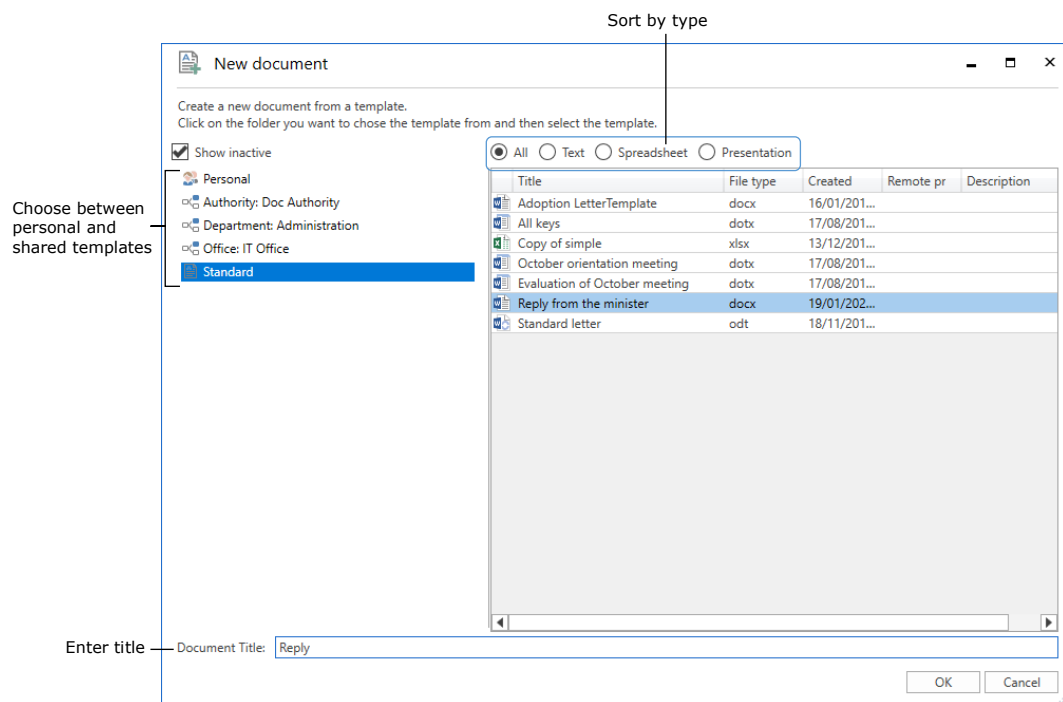 Sort by type
New document
Create a new document from a template.
Click on the folder you want to chose the template from and then select the template.
Show inactive
All Text Spreadsheet Presentation
Choose between
personal and
shared templates
Personal
Authority: Doc Authority
Department: Administration
Office: IT Office
Standard
Title File type Created Remote pr Description
Adoption LetterTemplate docx 16/01/201...
All keys dotx 17/08/201...
Copy of simple xlsx 13/12/201...
October orientation meeting dotx 17/08/201...
Evaluation of October meeting dotx 17/08/201...
Reply from the minister docx 19/01/202...
Standard letter odt 18/11/201...
Enter title
Document Title: Reply
OK Cancel